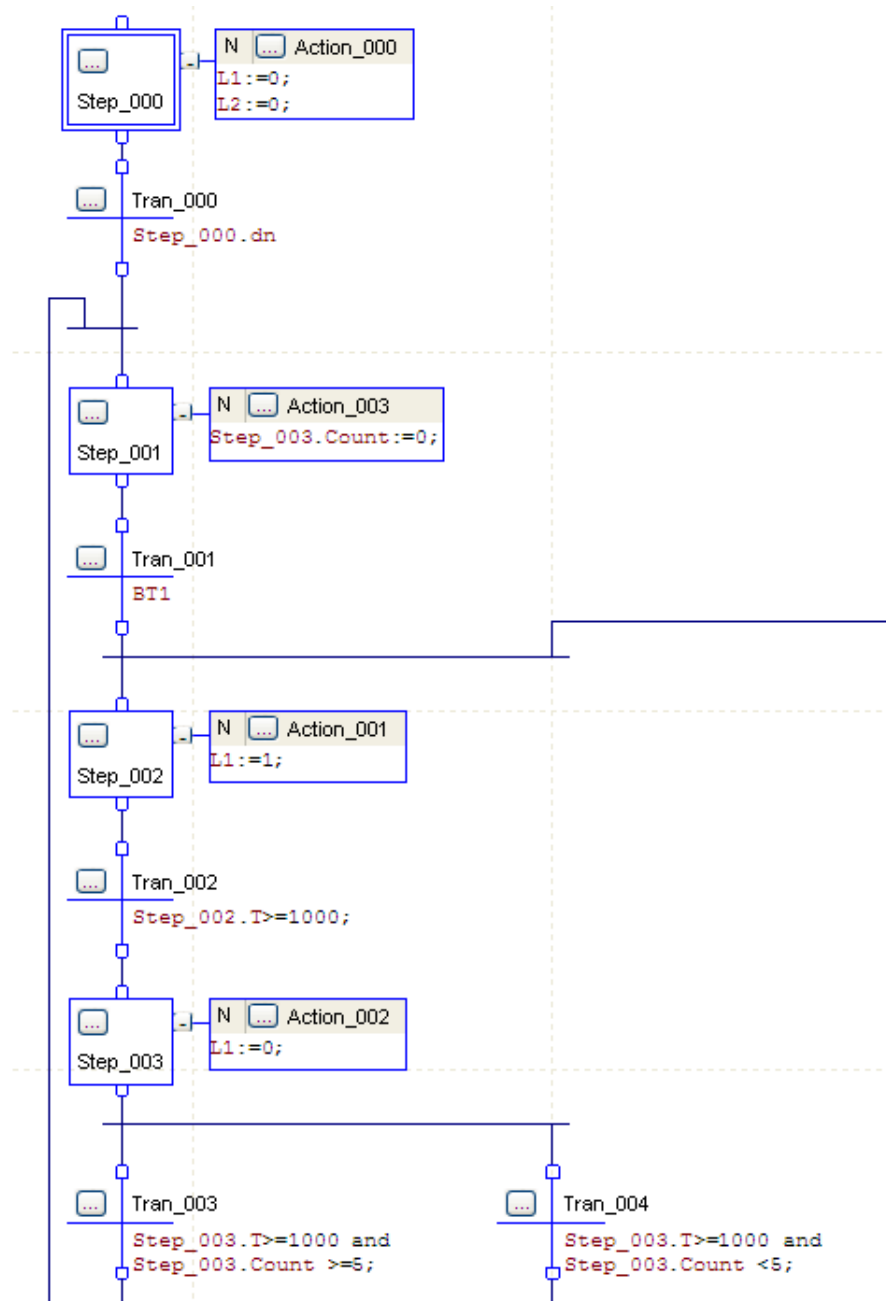 N ... Action_000
...
L1:=0;
L2:=0;
Step_000
... Tran_000
Step_000.dn
N ... Action_003
...
Step_003.Count:=0;
Step_001
... Tran_001
BT1
N ... Action_001
...
L1:=1;
Step_002
... Tran_002
Step_002.T>=1000;
N ... Action_002
...
L1:=0;
Step_003
... Tran_003
Step_003.T>=1000 and
Step_003.Count >=5;
... Tran_004
Step_003.T>=1000 and
Step_003.Count <5;